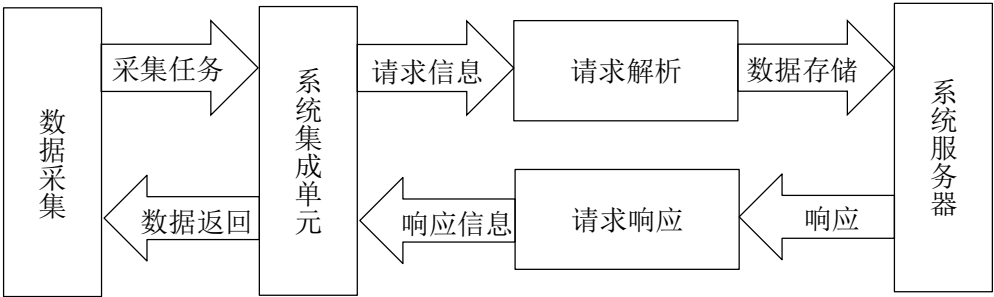 数据采集
采集任务
系统集成单元
请求信息
请求解析
数据存储
系统服务器
数据返回
响应信息
请求响应
响应